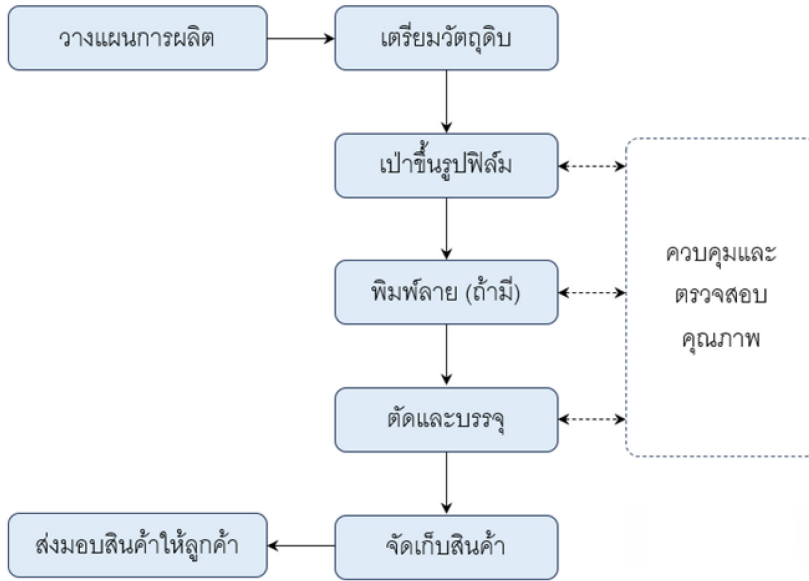 วางแผนการผลิต
เตรียมวัตถุดิบ
เป่าขึ้นรูปฟิล์ม
พิมพ์ลาย (ถ้ามี)
ควบคุมและ
ตรวจสอบ
คุณภาพ
ตัดและบรรจุ
จัดเก็บสินค้า
ส่งมอบสินค้าให้ลูกค้า